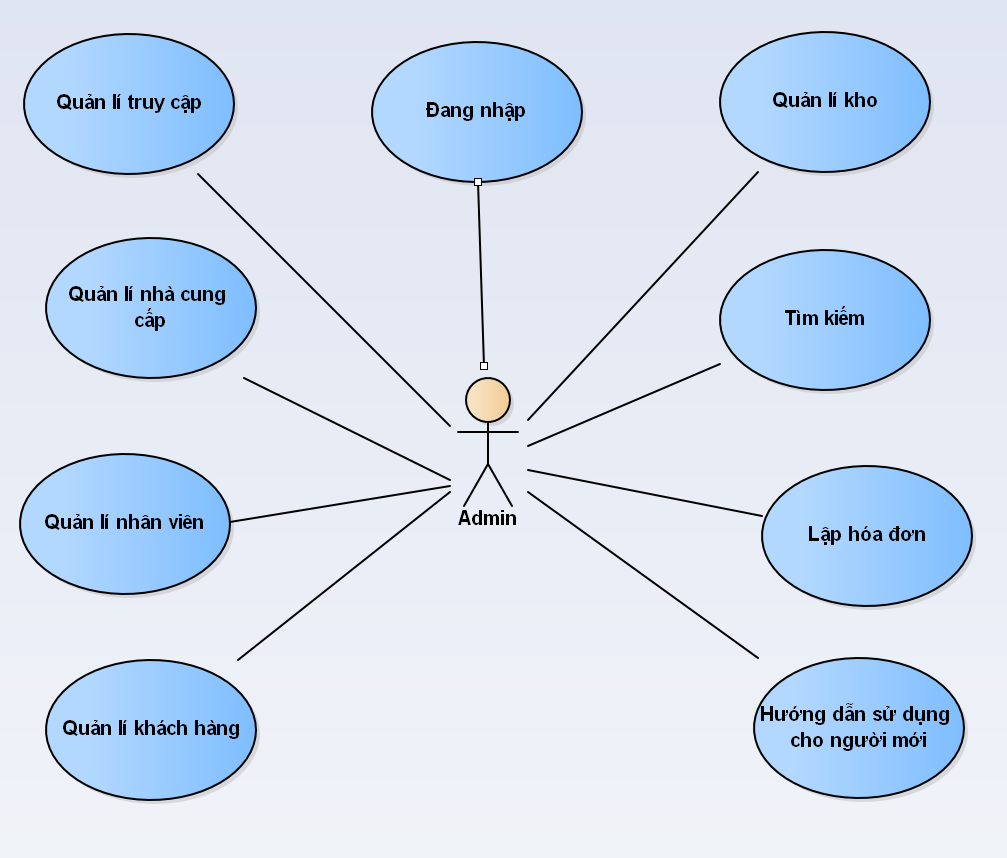 Quản lí truy cập
Đang nhập
Quản lí kho
Quản lí nhà cung
cấp
Tìm kiếm
Quản lí nhân viên
Admin
Lập hóa đơn
Quản lí khách hàng
Hướng dẫn sử dụng
cho người mới